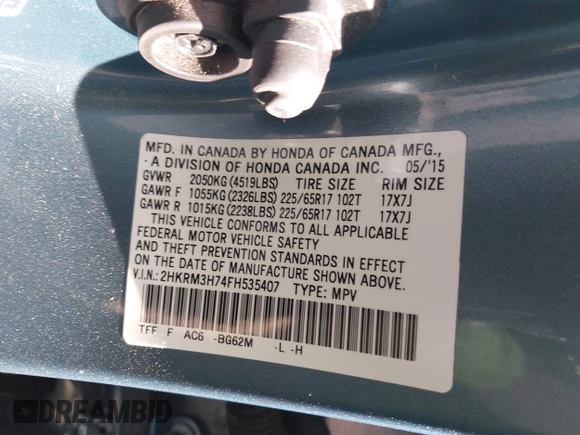 MFD. IN CANADA BY HONDA OF CANADA MFG.,
A DIVISION OF HONDA CANADA INC. 05/'15
GVWR 2050KG(4519LBS) TIRE SIZE RIM SIZE
GAWR F 1055KG(2326LBS) 225/65R17 102T 17X7J
GAWR R 1015KG(2238LBS) 225/65R17 102T 17X7J
THIS VEHICLE CONFORMS TO ALL APPLICABLE
FEDERAL MOTOR VEHICLE SAFETY
AND THEFT PREVENTION STANDARDS IN EFFECT
ON THE DATE OF MANUFACTURE SHOWN ABOVE.
V.I.N.: 2HKRM3H74FH535407 TYPE: MPV
TFF F AC6 -BG62M -L -H
DREAMBID